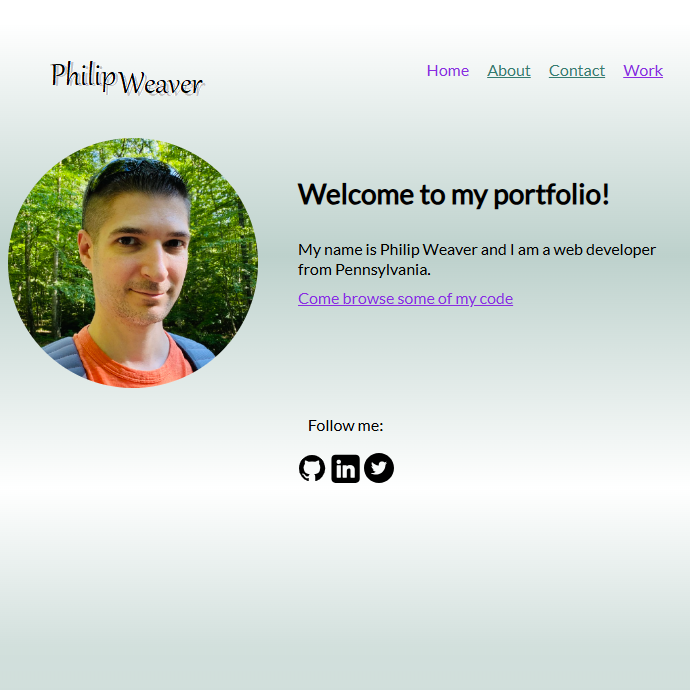 Philip Weaver
Home About Contact Work
Welcome to my portfolio!
My name is Philip Weaver and I am a web developer
from Pennsylvania.
Come browse some of my code
Follow me:
in